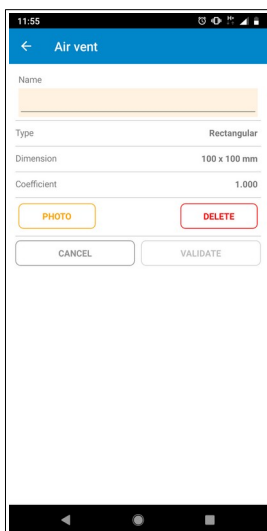 11:55
Air vent
Name
Type Rectangular
Dimension 100 x 100 mm
Coefficient 1.000
PHOTO DELETE
CANCEL VALIDATE